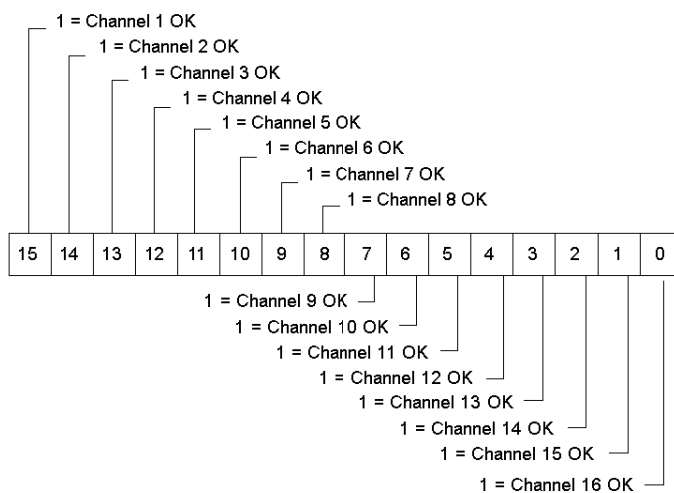 1 = Channel 1 OK
1 = Channel 2 OK
1 = Channel 3 OK
1 = Channel 4 OK
1 = Channel 5 OK
1 = Channel 6 OK
1 = Channel 7 OK
1 = Channel 8 OK
15 14 13 12 11 10 9 8 7 6 5 4 3 2 1 0
1 = Channel 9 OK
1 = Channel 10 OK
1 = Channel 11 OK
1 = Channel 12 OK
1 = Channel 13 OK
1 = Channel 14 OK
1 = Channel 15 OK
1 = Channel 16 OK